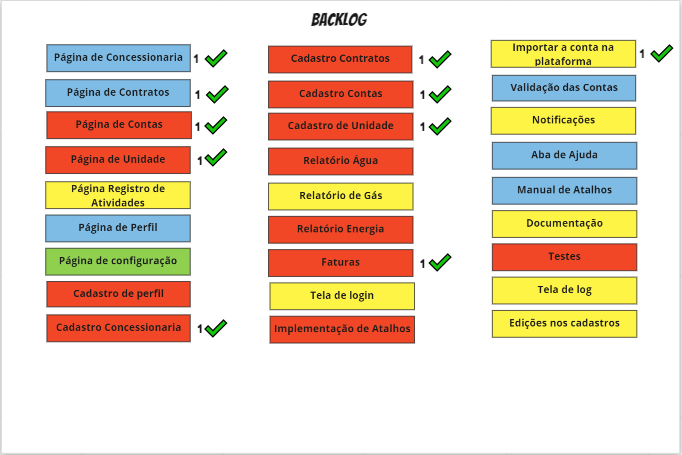 BACKLOG
Página de Concessionaria 1
Página de Contratos 1
Página de Contas 1
Página de Unidade 1
Página Registro de
Atividades
Página de Perfil
Página de configuração
Cadastro de perfil
Cadastro Concessionaria 1
Cadastro Contratos 1
Cadastro Contas 1
Cadastro de Unidade 1
Relatório Água
Relatório de Gás
Relatório Energia
Faturas 1
Tela de login
Implementação de Atalhos
Importar a conta na
plataforma 1
Validação das Contas
Notificações
Aba de Ajuda
Manual de Atalhos
Documentação
Testes
Tela de log
Edições nos cadastros